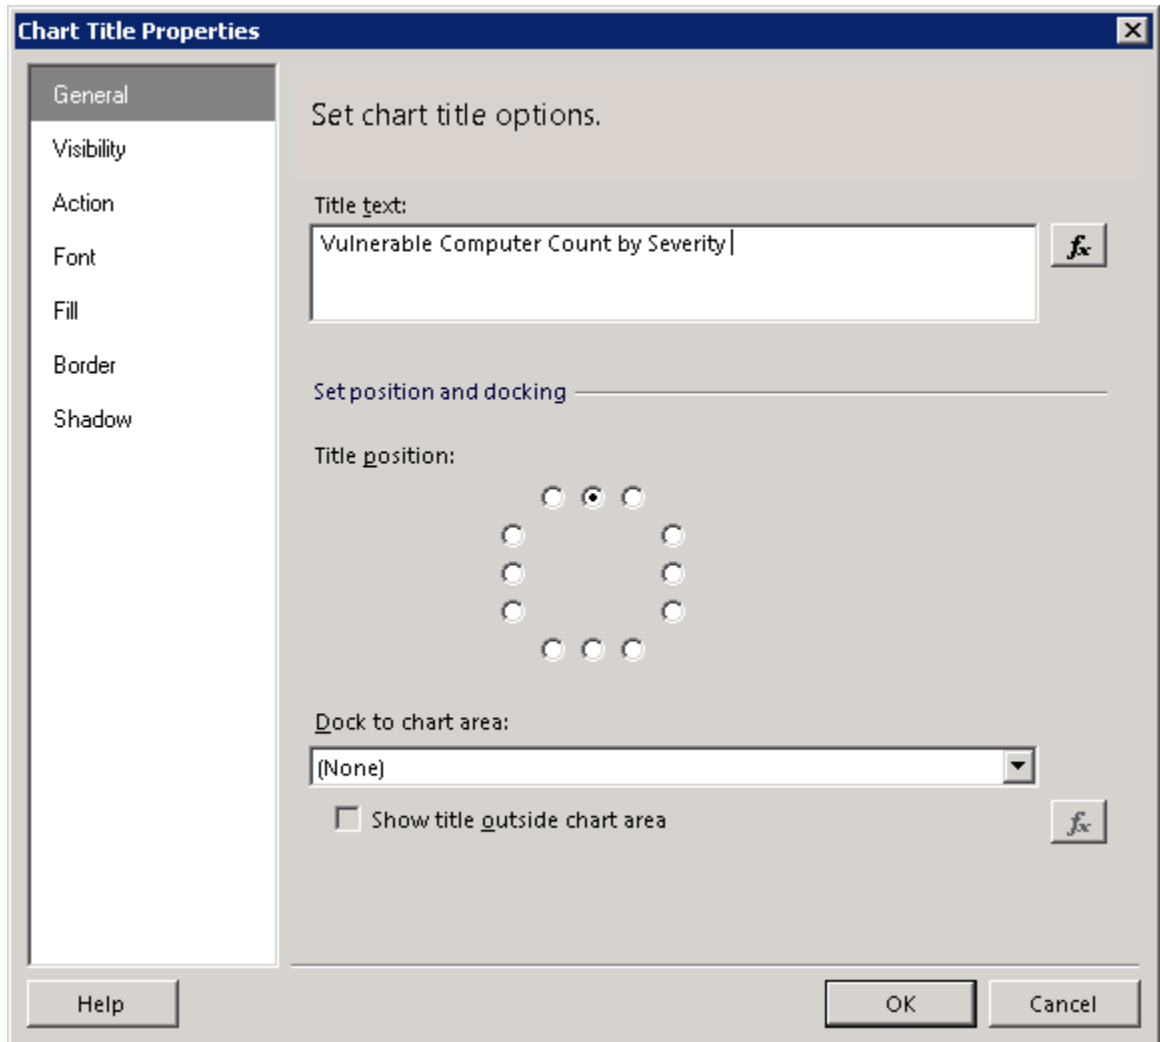 Chart Title Properties
General
Visibility
Action
Font
Fill
Border
Shadow
Set chart title options.
Title text:
Vulnerable Computer Count by Severity
fx
Set position and docking
Title position:
Dock to chart area:
(None)
Show title outside chart area
fx
Help
OK
Cancel